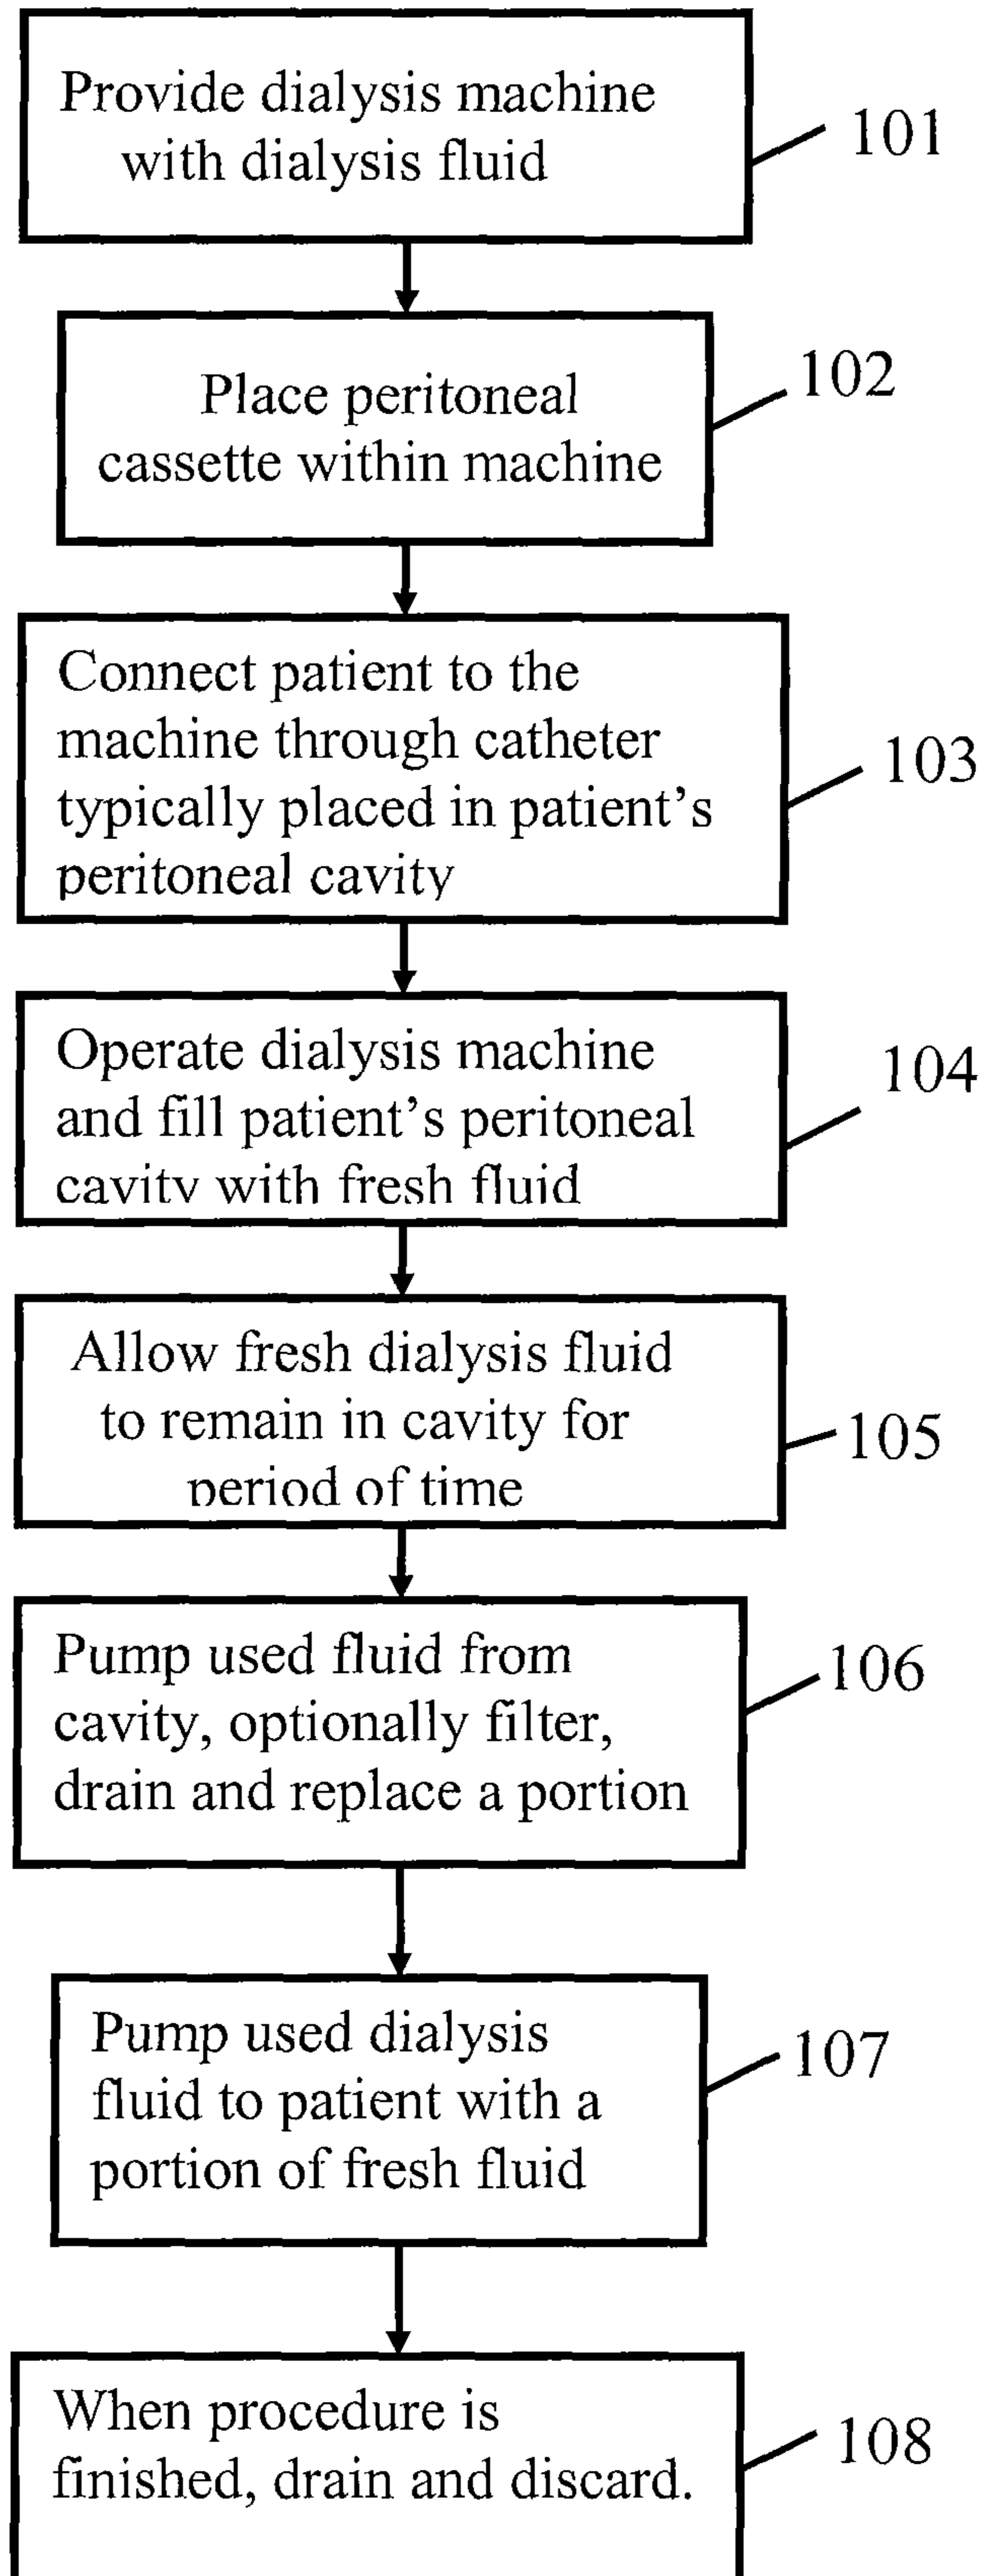 Provide dialysis machine
with dialysis fluid
101
Place peritoneal
cassette within machine
102
Connect patient to the
machine through catheter
typically placed in patient's
peritoneal cavity
103
Operate dialysis machine
and fill patient's peritoneal
cavity with fresh fluid
104
Allow fresh dialysis fluid
to remain in cavity for
period of time
105
Pump used fluid from
cavity, optionally filter,
drain and replace a portion
106
Pump used dialysis
fluid to patient with a
portion of fresh fluid
107
When procedure is
finished, drain and discard.
108